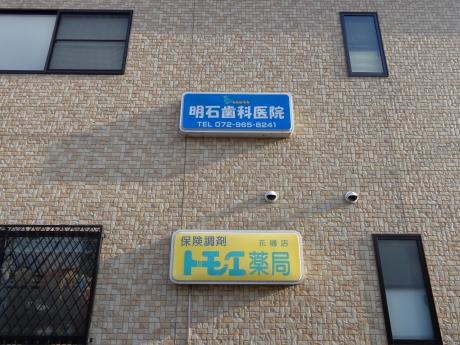 明石歯科医院
TEL 072-965-8241
保険調剤
花園店
トモエ薬局